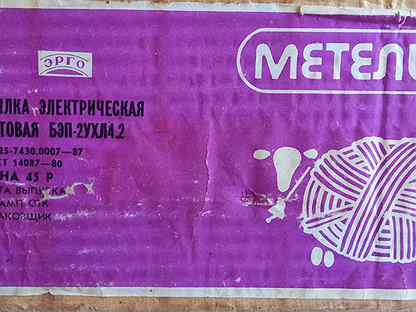 ЭРГО
МЕТЕЛИ
ЛКА ЭЛЕКТРИЧЕСКАЯ
ТОВАЯ БЭП-2УХЛ4.2
25-7430.0007—87
СТ 14087—80
НА 45 Р
ТА ВЫПУСКА
АМП ОТК
АКОВЩИК